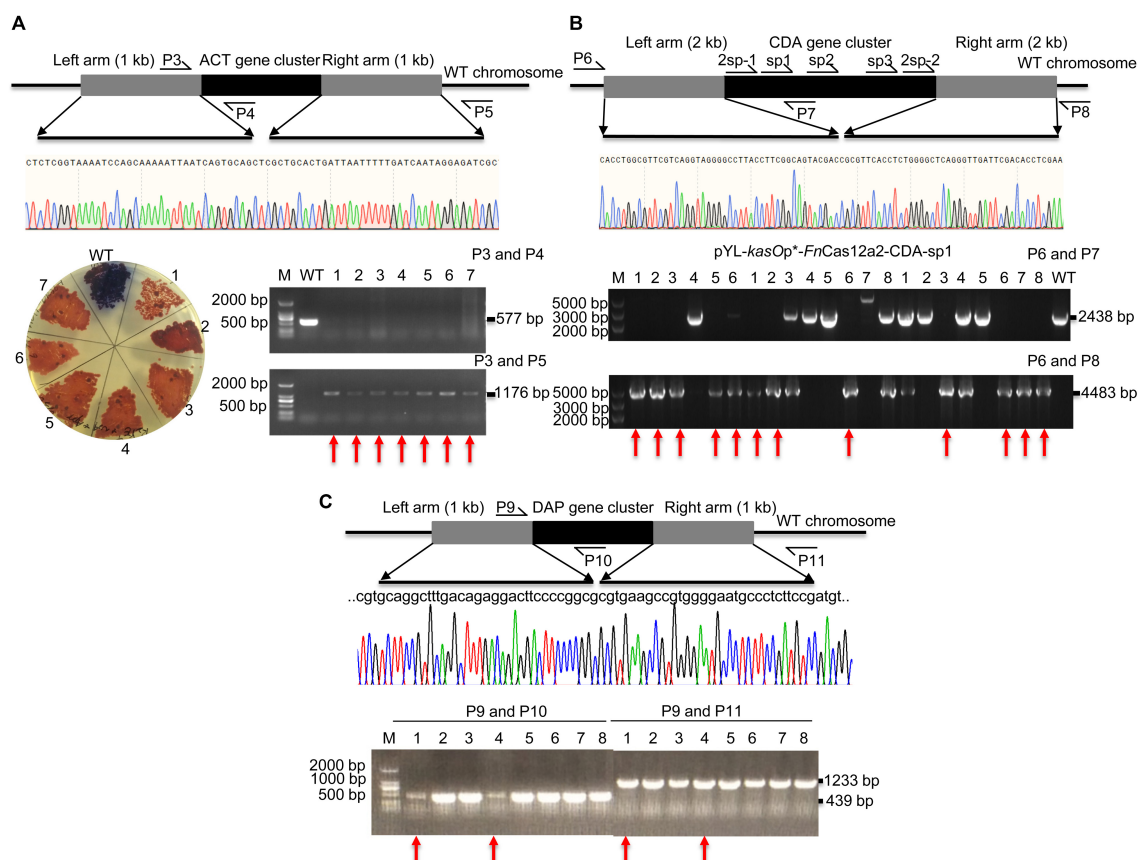 A
Left arm (1 kb) P3 ACT gene cluster Right arm (1 kb)
WT chromosome
P4 P5
CTCTCGGTAAAATCCAGCAAAAATTAATCAGTGCAGCTCGCTGCACTGATTAATTTTTGATCAATAGGAGATCGC
WT
1
2
3
4
5
6
7
P3 and P4
M WT 1 2 3 4 5 6 7
2000 bp
500 bp
577 bp
P3 and P5
2000 bp
500 bp
1176 bp
B
Left arm (2 kb) CDA gene cluster Right arm (2 kb)
P6 2sp-1 sp1 sp2 sp3 2sp-2 WT chromosome
P7 P8
CACCTGGCGTTCGTCAGGTAGGGGCCTTACCTTCGGCAGTACGACCGCGTTCACCTCTGGGGCTCAGGGTTGATTCGACACCTCGAA
pYL-kasOp*-FnCas12a2-CDA-sp1 P6 and P7
M 1 2 3 4 5 6 1 2 3 4 5 6 7 8 1 2 3 4 5 6 7 8 WT
5000 bp
3000 bp
2000 bp
2438 bp
P6 and P8
5000 bp
3000 bp
2000 bp
4483 bp
C
Left arm (1 kb) P9 DAP gene cluster Right arm (1 kb)
WT chromosome
P10 P11
..cgtgcaggctttgacagaggacttccccggcgcgtgaagccgtggggaatgccctcttccgatgt..
P9 and P10 P9 and P11
M 1 2 3 4 5 6 7 8 1 2 3 4 5 6 7 8
2000 bp
1000 bp
500 bp
1233 bp
439 bp